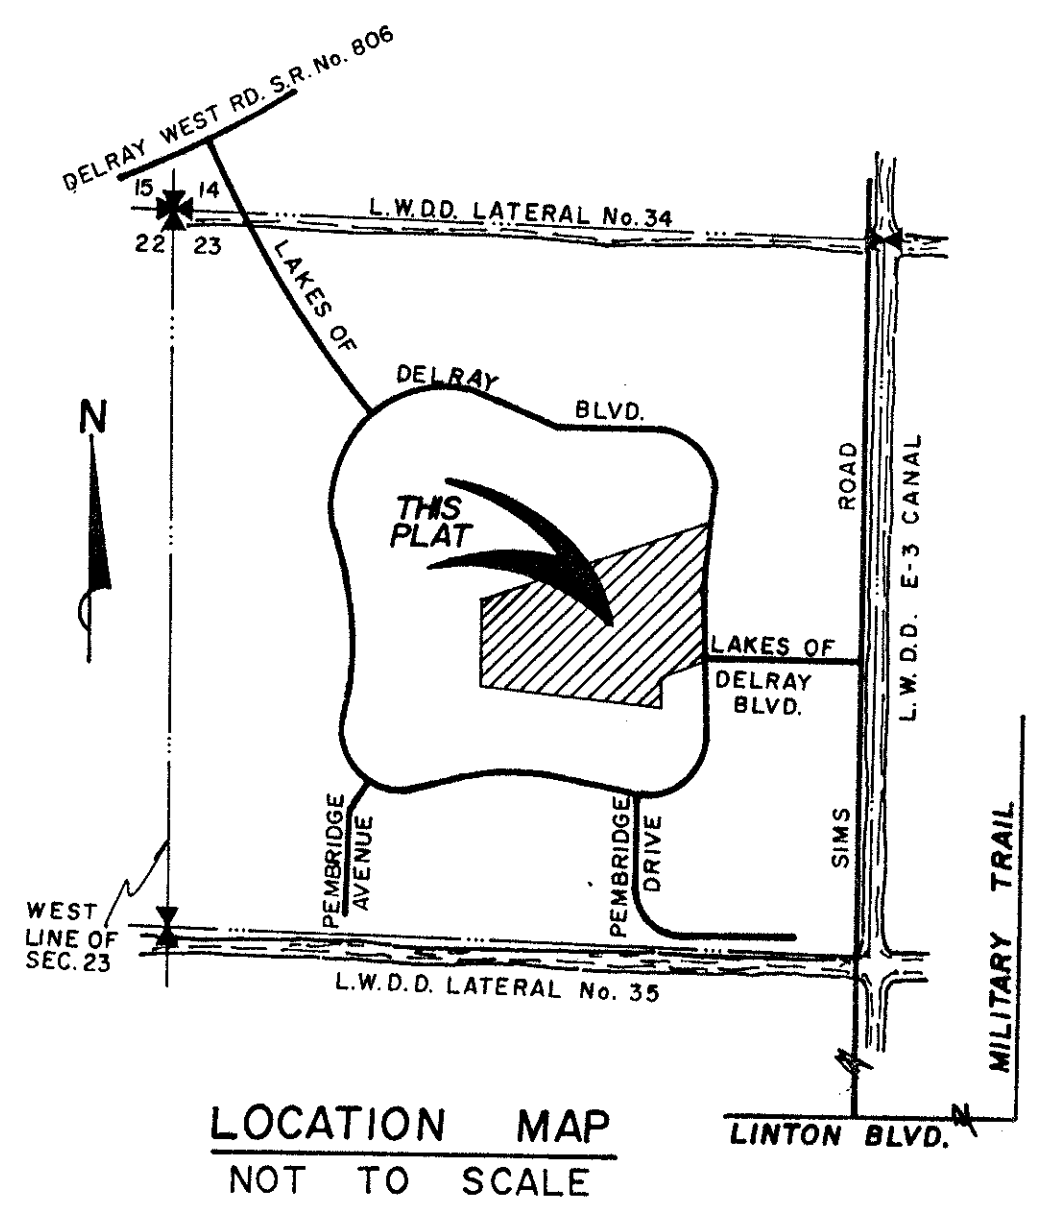 DELRAY WEST RD. S.R. No. 806
15 14
22 23
L.W.D.D. LATERAL No. 34
LAKES OF
DELRAY
BLVD.
N
THIS
PLAT
ROAD
L.W.D.D. E-3 CANAL
LAKES OF
DELRAY
BLVD.
SIMS
PEMBRIDGE
AVENUE
PEMBRIDGE
DRIVE
WEST
LINE OF
SEC. 23
L.W.D.D. LATERAL No. 35
MILITARY TRAIL
LINTON BLVD.
LOCATION MAP
NOT TO SCALE